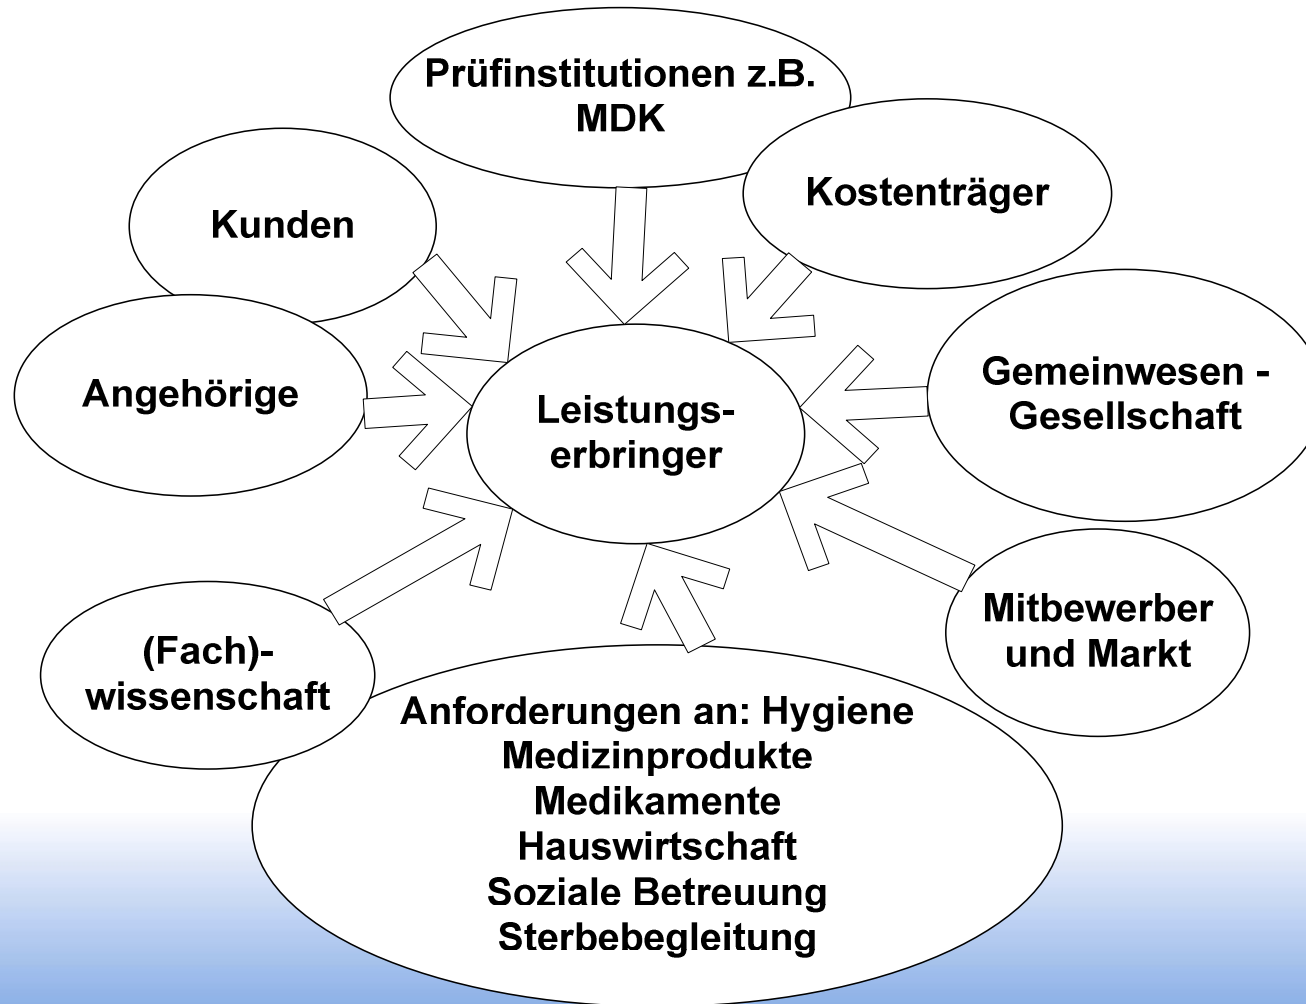 Prüfinstitutionen z.B.
MDK
Kostenträger
Kunden
Angehörige
Gemeinwesen -
Gesellschaft
Leistungs-
erbringer
(Fach)-
wissenschaft
Mitbewerber
und Markt
Anforderungen an: Hygiene
Medizinprodukte
Medikamente
Hauswirtschaft
Soziale Betreuung
Sterbebegleitung